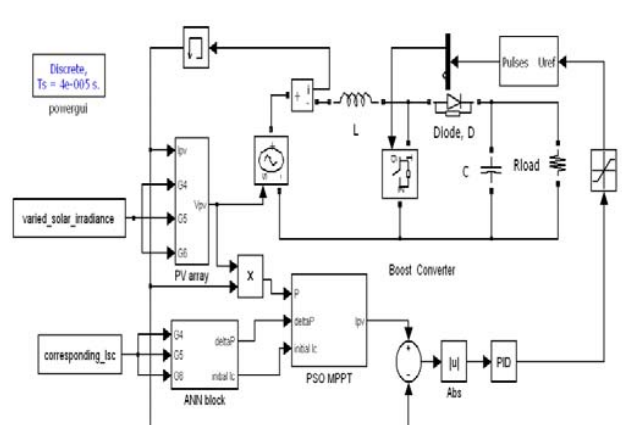 Discrete,
Ts = 4e-005 s.
powergui
Pulses Uref
L
Diode, D
C
Rload
Ipv
G4
G5
G6
Vpv
PV array
varied_solar_irradiance
X
Boost Converter
P
deltaP
initial Ic
Ipv
PSO MPPT
corresponding_Isc
G4
G5
G6
deltaP
initial Ic
ANN block
|u|
Abs
PID